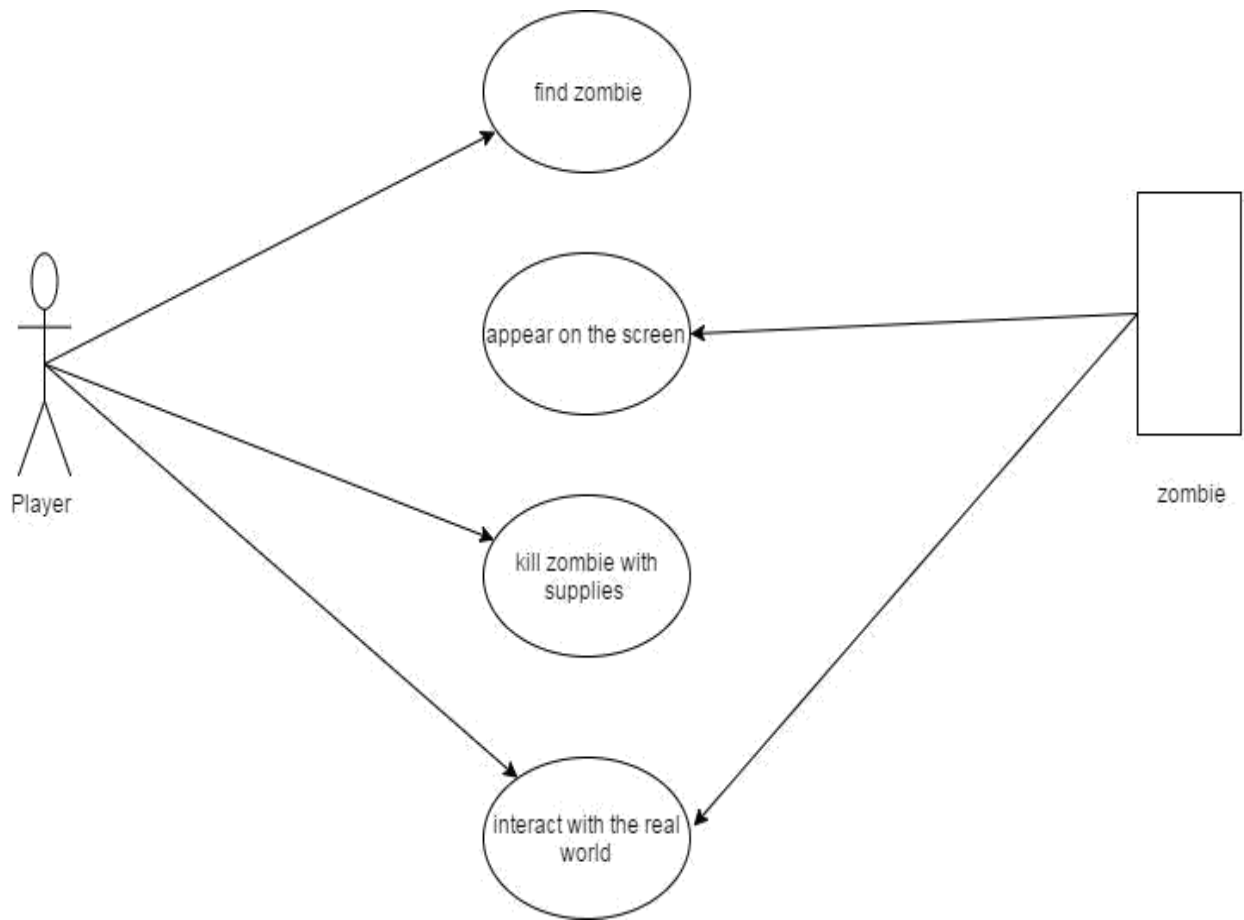 find zombie
appear on the screen
Player
zombie
kill zombie with
supplies
interact with the real
world